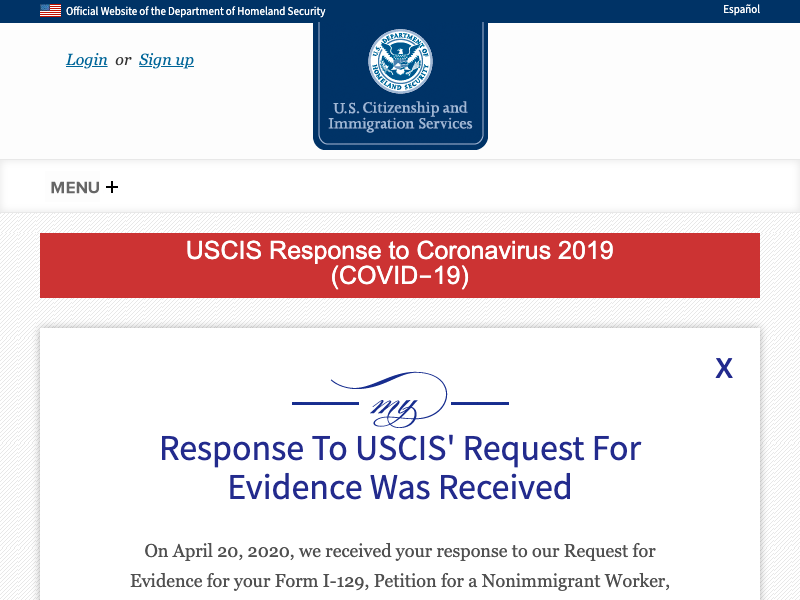 Official Website of the Department of Homeland Security
Español
Login or Sign up
U.S. DEPARTMENT OF HOMELAND SECURITY
U.S. Citizenship and
Immigration Services
MENU +
USCIS Response to Coronavirus 2019
(COVID-19)
X
my
Response To USCIS' Request For
Evidence Was Received
On April 20, 2020, we received your response to our Request for
Evidence for your Form I-129, Petition for a Nonimmigrant Worker,